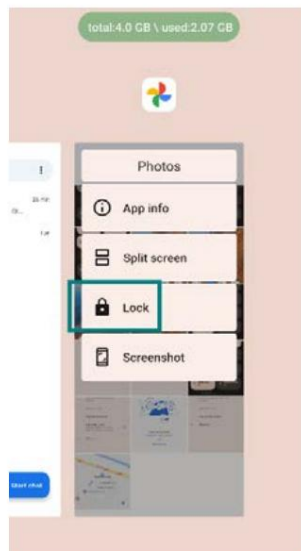 total:4.0 GB \ used:2.07 GB
Photos
App info
Split screen
Lock
Screenshot
Start chat